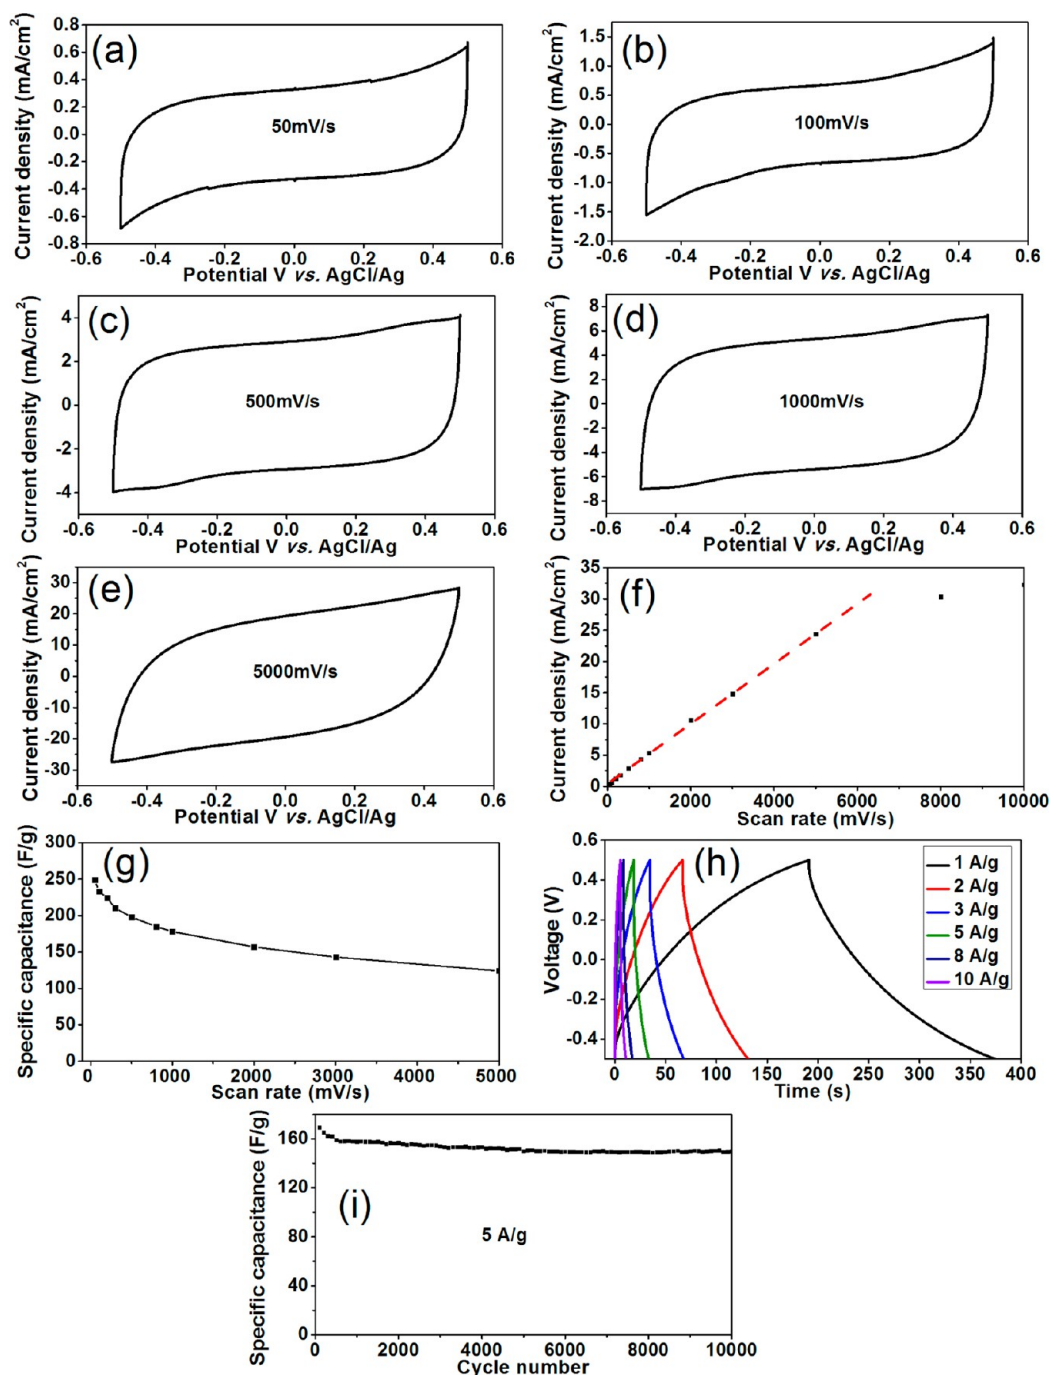 (a)
50mV/s
Current density (mA/cm²)
0.8
0.6
0.4
0.2
0.0
-0.2
-0.4
-0.6
-0.8
-0.6 -0.4 -0.2 0.0 0.2 0.4 0.6
Potential V vs. AgCl/Ag
(b)
100mV/s
Current density (mA/cm²)
1.5
1.0
0.5
0.0
-0.5
-1.0
-1.5
-2.0
-0.6 -0.4 -0.2 0.0 0.2 0.4 0.6
Potential V vs. AgCl/Ag
(c)
500mV/s
Current density (mA/cm²)
4
2
0
-2
-4
-0.6 -0.4 -0.2 0.0 0.2 0.4 0.6
Potential V vs. AgCl/Ag
(d)
1000mV/s
Current density (mA/cm²)
8
6
4
2
0
-2
-4
-6
-8
-0.6 -0.4 -0.2 0.0 0.2 0.4 0.6
Potential V vs. AgCl/Ag
(e)
5000mV/s
Current density (mA/cm²)
30
20
10
0
-10
-20
-30
-0.6 -0.4 -0.2 0.0 0.2 0.4 0.6
Potential V vs. AgCl/Ag
(f)
Current density (mA/cm²)
35
30
25
20
15
10
5
0
0 2000 4000 6000 8000 10000
Scan rate (mV/s)
(g)
Specific capacitance (F/g)
300
250
200
150
100
50
0
0 1000 2000 3000 4000 5000
Scan rate (mV/s)
(h)
Voltage (V)
0.6
0.4
0.0
-0.2
-0.4
0 50 100 150 200 250 300 350 400
Time (s)
1 A/g
2 A/g
3 A/g
5 A/g
8 A/g
10 A/g
(i)
5 A/g
Specific capacitance (F/g)
160
120
80
40
0
0 2000 4000 6000 8000 10000
Cycle number